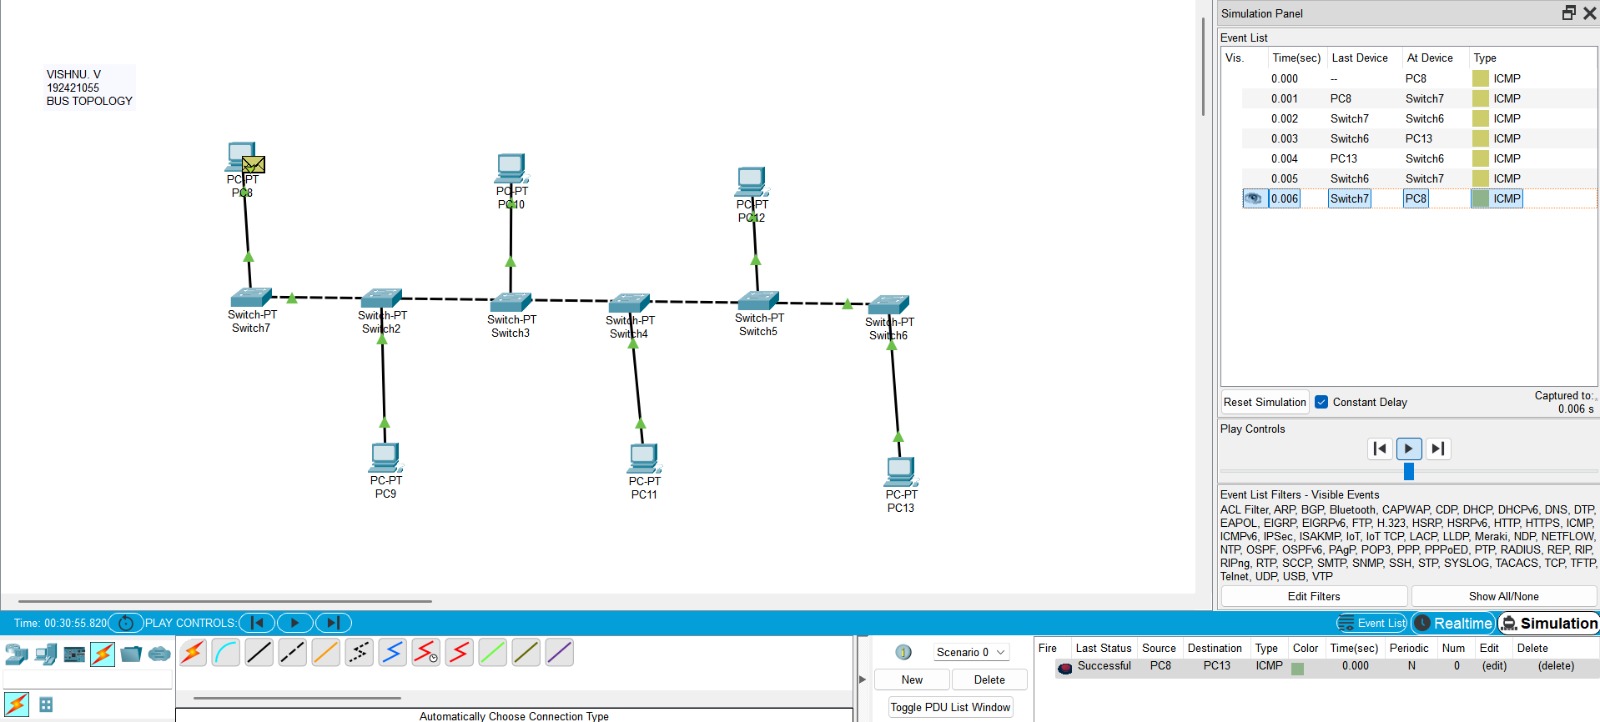 VISHNU. V
192421055
BUS TOPOLOGY
PC-PT
PC8
PC-PT
PC10
PC-PT
PC12
Switch-PT
Switch7
Switch-PT
Switch2
Switch-PT
Switch3
Switch-PT
Switch4
Switch-PT
Switch5
Switch-PT
Switch6
PC-PT
PC9
PC-PT
PC11
PC-PT
PC13
Simulation Panel
Event List
Vis. Time(sec) Last Device At Device Type
0.000 -- PC8 ICMP
0.001 PC8 Switch7 ICMP
0.002 Switch7 Switch6 ICMP
0.003 Switch6 PC13 ICMP
0.004 PC13 Switch6 ICMP
0.005 Switch6 Switch7 ICMP
0.006 Switch7 PC8 ICMP
Reset Simulation Constant Delay Captured to:
0.006 s
Play Controls
Event List Filters - Visible Events
ACL Filter, ARP, BGP, Bluetooth, CAPWAP, CDP, DHCP, DHCPv6, DNS, DTP,
EAPOL, EIGRP, EIGRPv6, FTP, H.323, HSRP, HSRPv6, HTTP, HTTPS, ICMP,
ICMPv6, IPSec, ISAKMP, IoT, IoT TCP, LACP, LLDP, Meraki, NDP, NETFLOW,
NTP, OSPF, OSPFv6, PAgP, POP3, PPP, PPPoED, PTP, RADIUS, REP, RIP,
RIPng, RTP, SCCP, SMTP, SNMP, SSH, STP, SYSLOG, TACACS, TCP, TFTP,
Telnet, UDP, USB, VTP
Edit Filters Show All/None
Time: 00:30:55.820 PLAY CONTROLS: Event List Realtime Simulation
Scenario 0
New Delete
Toggle PDU List Window
Fire Last Status Source Destination Type Color Time(sec) Periodic Num Edit Delete
Successful PC8 PC13 ICMP 0.000 N 0 (edit) (delete)
Automatically Choose Connection Type